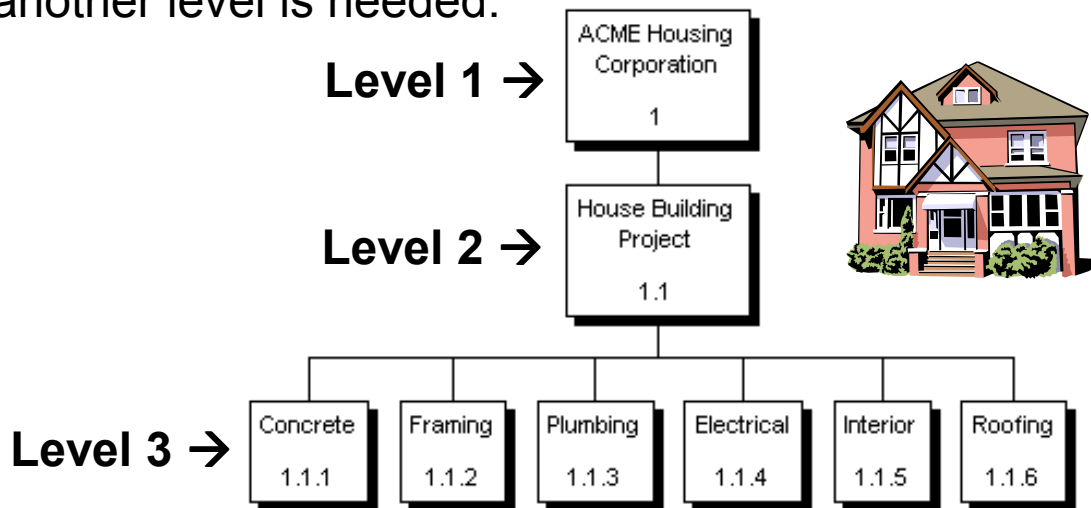 another level is needed.
ACME Housing
Corporation
Level 1 →
1
House Building
Project
Level 2 →
1.1
Concrete Framing Plumbing Electrical Interior Roofing
Level 3 →
1.1.1 1.1.2 1.1.3 1.1.4 1.1.5 1.1.6